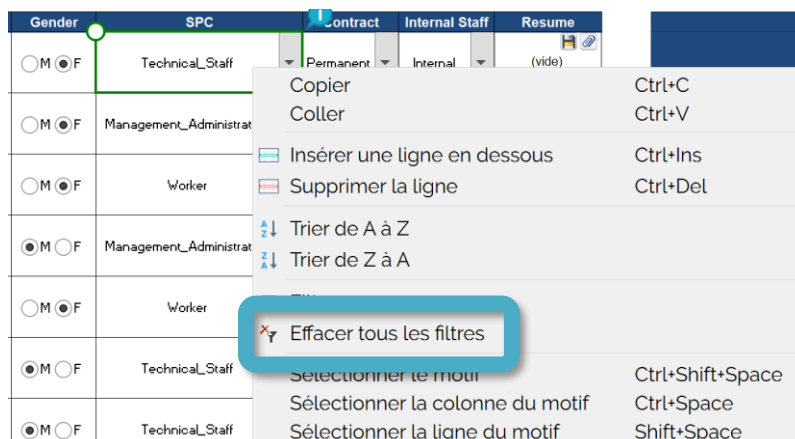 Gender SPC Contract Internal Staff Resume
M F Technical_Staff Permanent Internal (vide)
Copier Ctrl+C
Coller Ctrl+V
M F Management_Administrat
Insérer une ligne en dessous Ctrl+Ins
M F Worker Supprimer la ligne Ctrl+Del
Trier de A à Z
M F Management_Administrat Trier de Z à A
M F Worker
Effacer tous les filtres
M F Technical_Staff Sélectionner le motif Ctrl+Shift+Space
Sélectionner la colonne du motif Ctrl+Space
M F Technical_Staff Sélectionner la ligne du motif Shift+Space